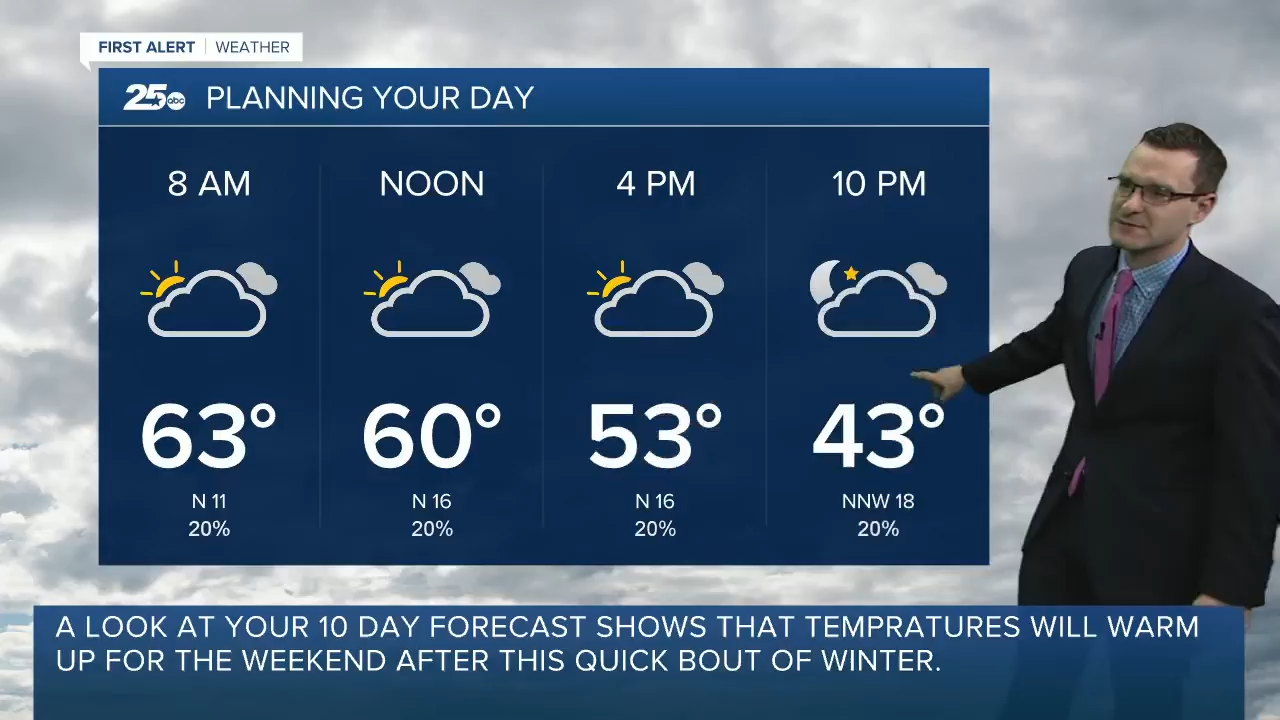 FIRST ALERT | WEATHER
25 abc PLANNING YOUR DAY
8 AM NOON 4 PM 10 PM
63° 60° 53° 43°
N 11 N 16 N 16 NNW 18
20% 20% 20% 20%
A LOOK AT YOUR 10 DAY FORECAST SHOWS THAT TEMPRATURES WILL WARM
UP FOR THE WEEKEND AFTER THIS QUICK BOUT OF WINTER.